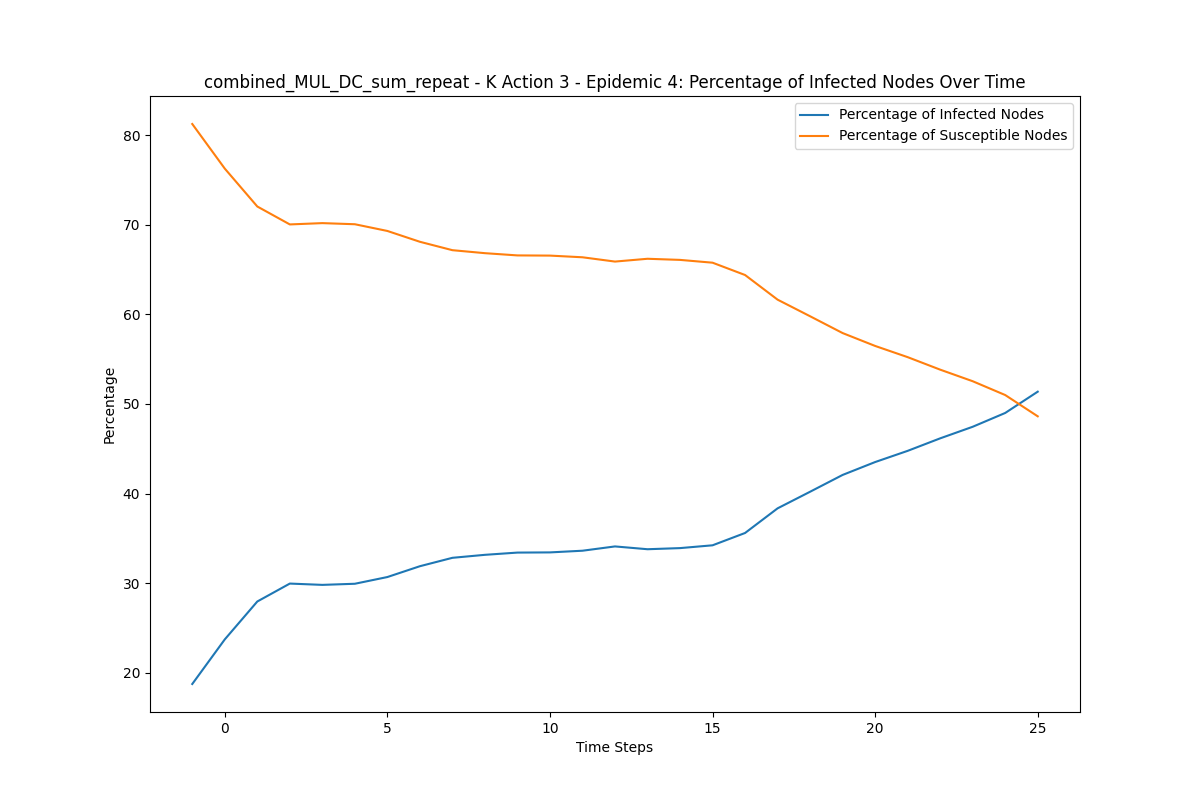 combined_MUL_DC_sum_repeat - K Action 3 - Epidemic 4: Percentage of Infected Nodes Over Time
Percentage of Infected Nodes
Percentage of Susceptible Nodes
80
70
60
50
40
30
20
Percentage
0 5 10 15 20 25
Time Steps